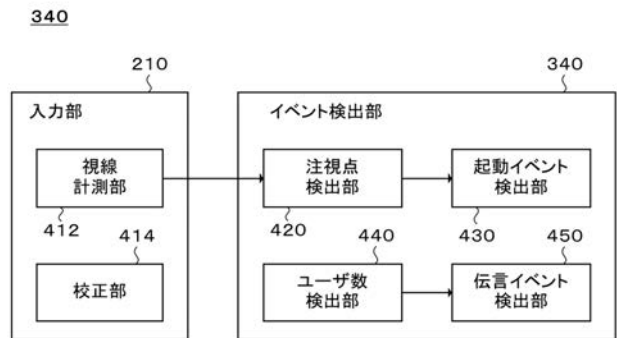 340
210
340
入力部
イベント検出部
視線
計測部
注視点
検出部
起動イベント
検出部
412
414
420
440
430
450
校正部
ユーザ数
検出部
伝言イベント
検出部